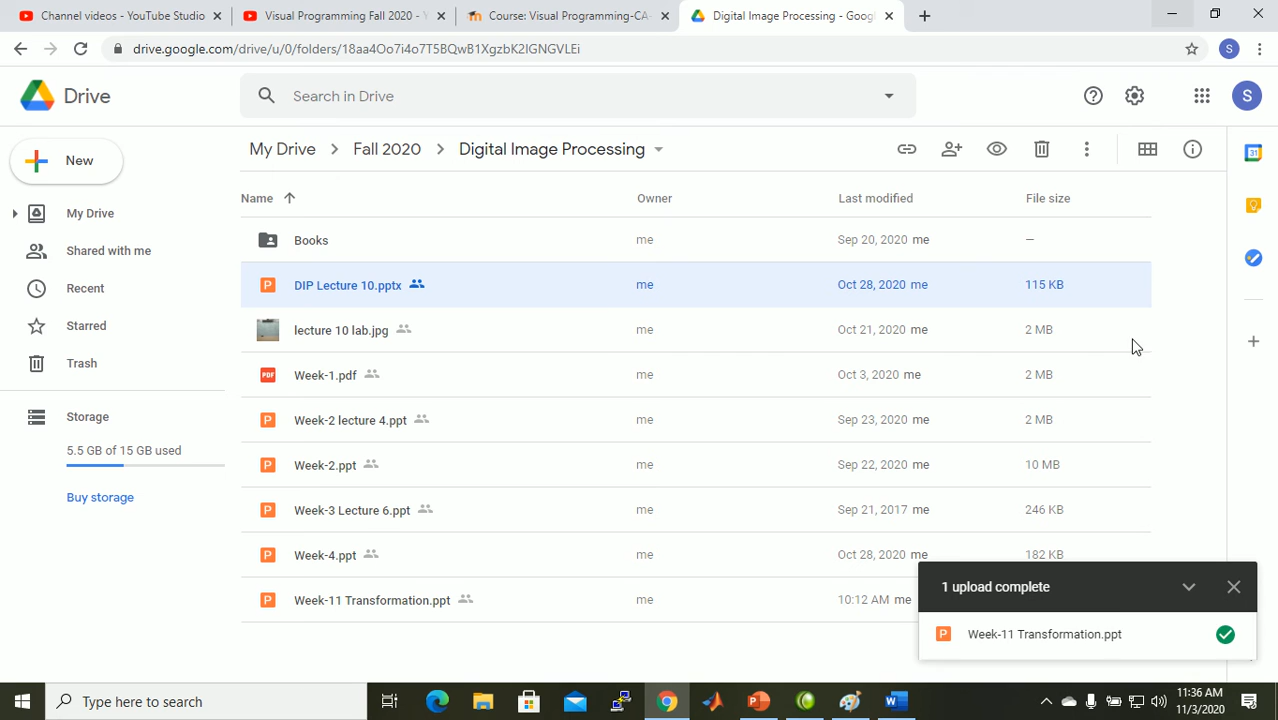 Channel videos - YouTube Studio
Visual Programming Fall 2020 - Y
Course: Visual Programming-CA-
Digital Image Processing - Goog
drive.google.com/drive/u/0/folders/18aa4Oo7i4o7T5BQwB1XgzbK2IGNGVLEi
S
Drive
Search in Drive
S
New
My Drive
Fall 2020
Digital Image Processing
Name
Owner
Last modified
File size
My Drive
Shared with me
Recent
Starred
Trash
Storage
5.5 GB of 15 GB used
Buy storage
Books me Sep 20, 2020 me —
DIP Lecture 10.pptx me Oct 28, 2020 me 115 KB
lecture 10 lab.jpg me Oct 21, 2020 me 2 MB
Week-1.pdf me Oct 3, 2020 me 2 MB
Week-2 lecture 4.ppt me Sep 23, 2020 me 2 MB
Week-2.ppt me Sep 22, 2020 me 10 MB
Week-3 Lecture 6.ppt me Sep 21, 2017 me 246 KB
Week-4.ppt me Oct 28, 2020 me 182 KB
Week-11 Transformation.ppt me 10:12 AM me
1 upload complete
Week-11 Transformation.ppt
Type here to search
11:36 AM
11/3/2020